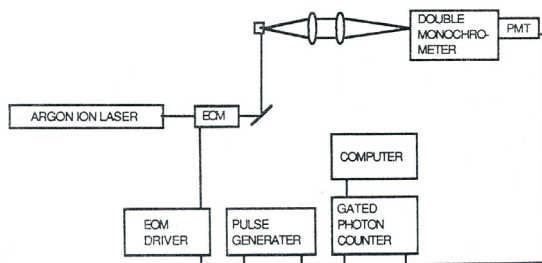 DOUBLE
MONOCHRO-
METER
PMT
ARGON ION LASER
EOM
COMPUTER
EOM
DRIVER
PULSE
GENERATER
GATED
PHOTON
COUNTER